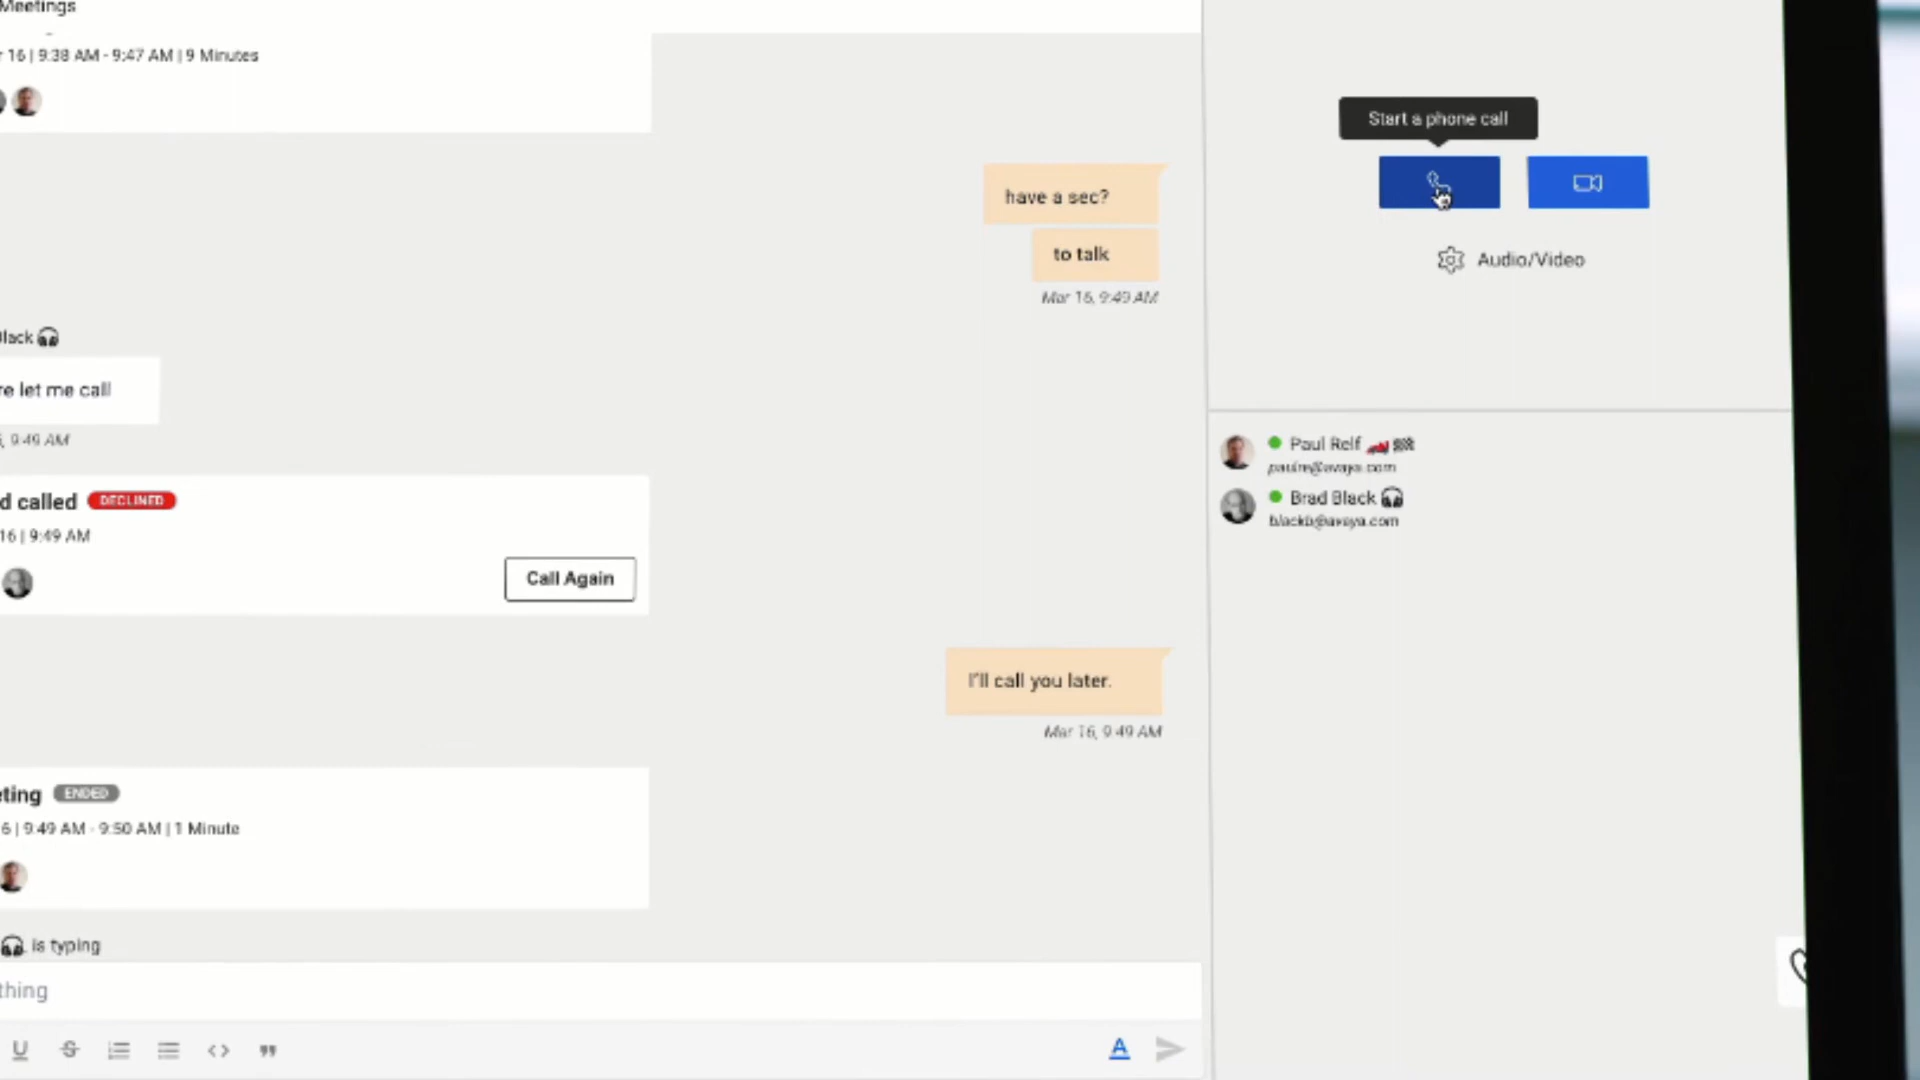 Meetings
16 | 9:38 AM - 9:47 AM | 9 Minutes
Start a phone call
have a sec?
to talk
Mar 16, 9:49 AM
Audio/Video
lack
re let me call
, 9:49 AM
Paul Relf
paulre@avaya.com
Brad Black
blackb@avaya.com
d called DECLINED
16 | 9:49 AM
Call Again
I'll call you later.
Mar 16, 9:49 AM
eting ENDED
6 | 9:49 AM - 9:50 AM | 1 Minute
is typing
thing